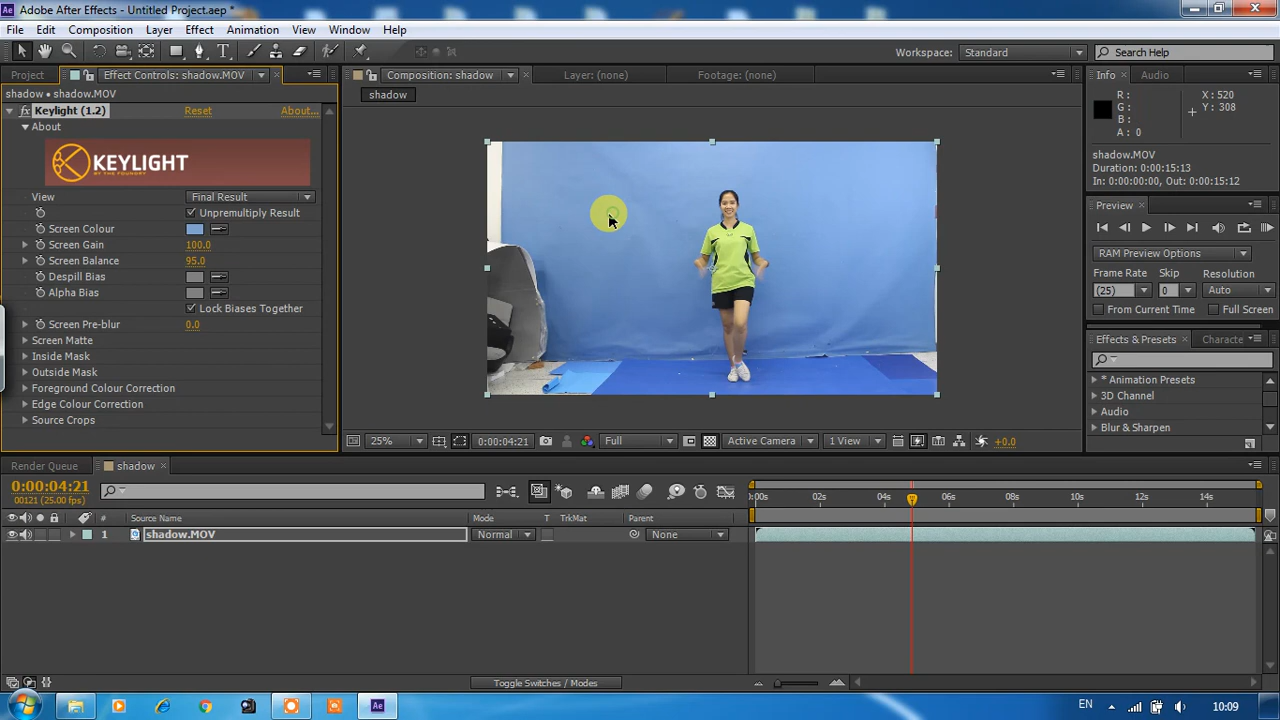 Adobe After Effects - Untitled Project.aep *
File Edit Composition Layer Effect Animation View Window Help
Workspace: Standard Search Help
Project Effect Controls: shadow.MOV Composition: shadow Layer: (none) Footage: (none) Info Audio
shadow • shadow.MOV
shadow
Keylight (1.2) Reset About...
About
KEYLIGHT
BY THE FOUNDRY
View Final Result
Unpremultiply Result
Screen Colour
Screen Gain 100.0
Screen Balance 95.0
Despill Bias
Alpha Bias
Lock Biases Together
Screen Pre-blur 0.0
Screen Matte
Inside Mask
Outside Mask
Foreground Colour Correction
Edge Colour Correction
Source Crops
R :
G :
B :
A : 0
X : 520
Y : 308
shadow.MOV
Duration: 0:00:15:13
In: 0:00:00:00, Out: 0:00:15:12
Preview
RAM Preview Options
Frame Rate Skip Resolution
(25) 0 Auto
From Current Time Full Screen
Effects & Presets Characte
* Animation Presets
3D Channel
Audio
Blur & Sharpen
25% 0:00:04:21 Full Active Camera 1 View +0.0
Render Queue shadow
0:00:04:21
00121 (25.00 fps)
:00s 02s 04s 06s 08s 10s 12s 14s
# Source Name Mode T TrkMat Parent
1 shadow.MOV Normal None
Toggle Switches / Modes
Ae EN 10:09